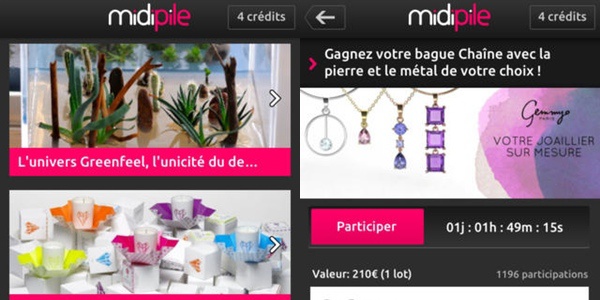 midipile
4 crédits
L'univers Greenfeel, l'unicité du de...
midipile
4 crédits
Gagnez votre bague Chaîne avec la
pierre et le métal de votre choix !
Gemmyo
PARIS
VOTRE JOAILLIER
SUR MESURE
Participer
01j : 01h : 49m : 15s
Valeur: 210€ (1 lot)
1196 participations